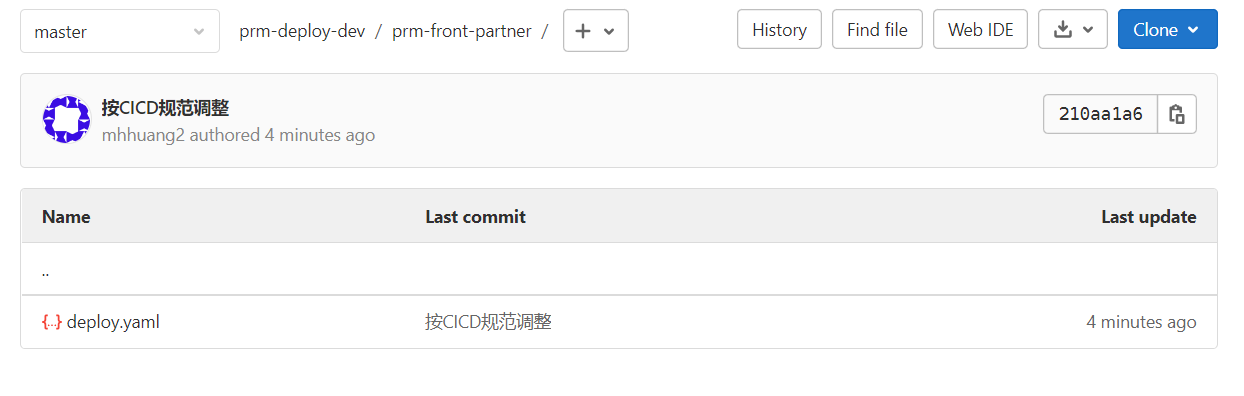 master prm-deploy-dev / prm-front-partner / History Find file Web IDE Clone
按CICD规范调整
mhhuang2 authored 4 minutes ago
210aa1a6
Name Last commit Last update
..
{...} deploy.yaml 按CICD规范调整 4 minutes ago